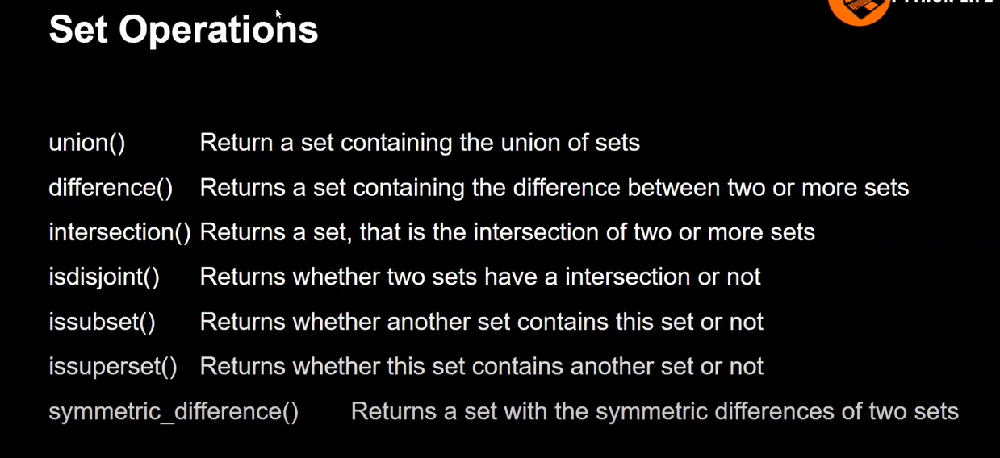 Set Operations
union() Return a set containing the union of sets
difference() Returns a set containing the difference between two or more sets
intersection() Returns a set, that is the intersection of two or more sets
isdisjoint() Returns whether two sets have a intersection or not
issubset() Returns whether another set contains this set or not
issuperset() Returns whether this set contains another set or not
symmetric_difference() Returns a set with the symmetric differences of two sets